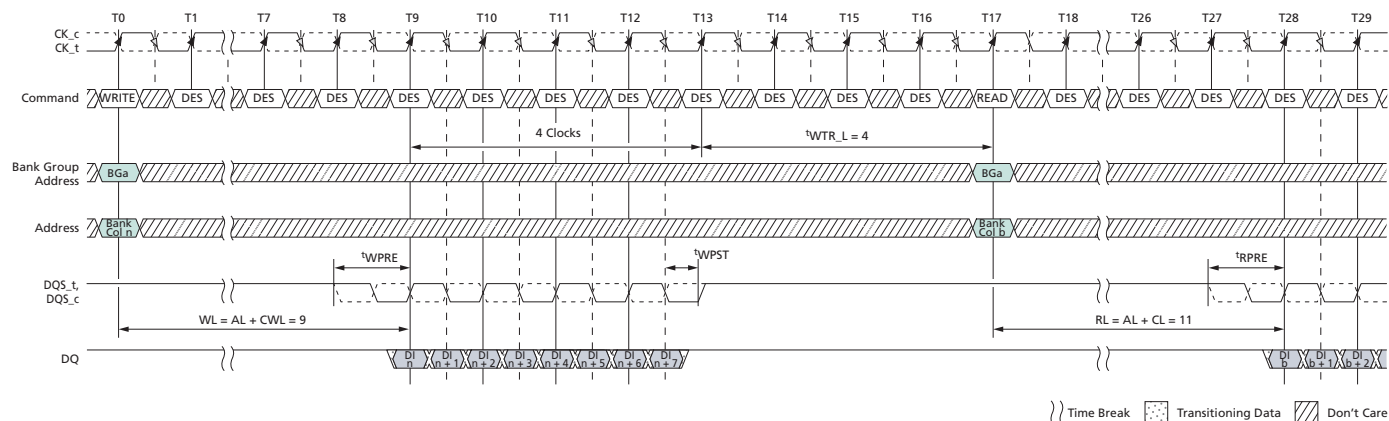 T0 T1 T7 T8 T9 T10 T11 T12 T13 T14 T15 T16 T17 T18 T26 T27 T28 T29
CK_c
CK_t
Command WRITE DES DES DES DES DES DES DES DES DES DES DES READ DES DES DES DES DES
4 Clocks tWTR_L = 4
Bank Group
Address BGa BGa
Address Bank
Col n Bank
Col b
tWPRE tWPST tRPRE
DQS_t,
DQS_c
WL = AL + CWL = 9 RL = AL + CL = 11
DQ DI
n DI
n + 1 DI
n + 2 DI
n + 3 DI
n + 4 DI
n + 5 DI
n + 6 DI
n + 7 DI
b DI
b + 1 DI
b + 2
Time Break Transitioning Data Don't Care